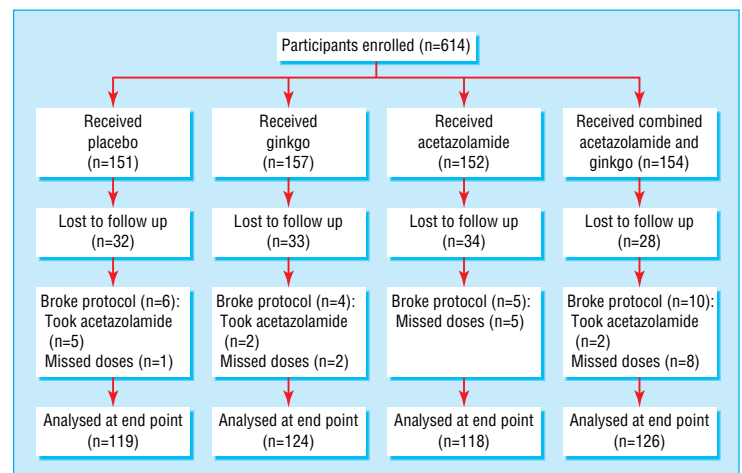 Participants enrolled (n=614)
Received
placebo
(n=151)
Received
ginkgo
(n=157)
Received
acetazolamide
(n=152)
Received combined
acetazolamide and
ginkgo (n=154)
Lost to follow up
(n=32)
Lost to follow up
(n=33)
Lost to follow up
(n=34)
Lost to follow up
(n=28)
Broke protocol (n=6):
Took acetazolamide
(n=5)
Missed doses (n=1)
Broke protocol (n=4):
Took acetazolamide
(n=2)
Missed doses (n=2)
Broke protocol (n=5):
Missed doses (n=5)
Broke protocol (n=10):
Took acetazolamide
(n=2)
Missed doses (n=8)
Analysed at end point
(n=119)
Analysed at end point
(n=124)
Analysed at end point
(n=118)
Analysed at end point
(n=126)